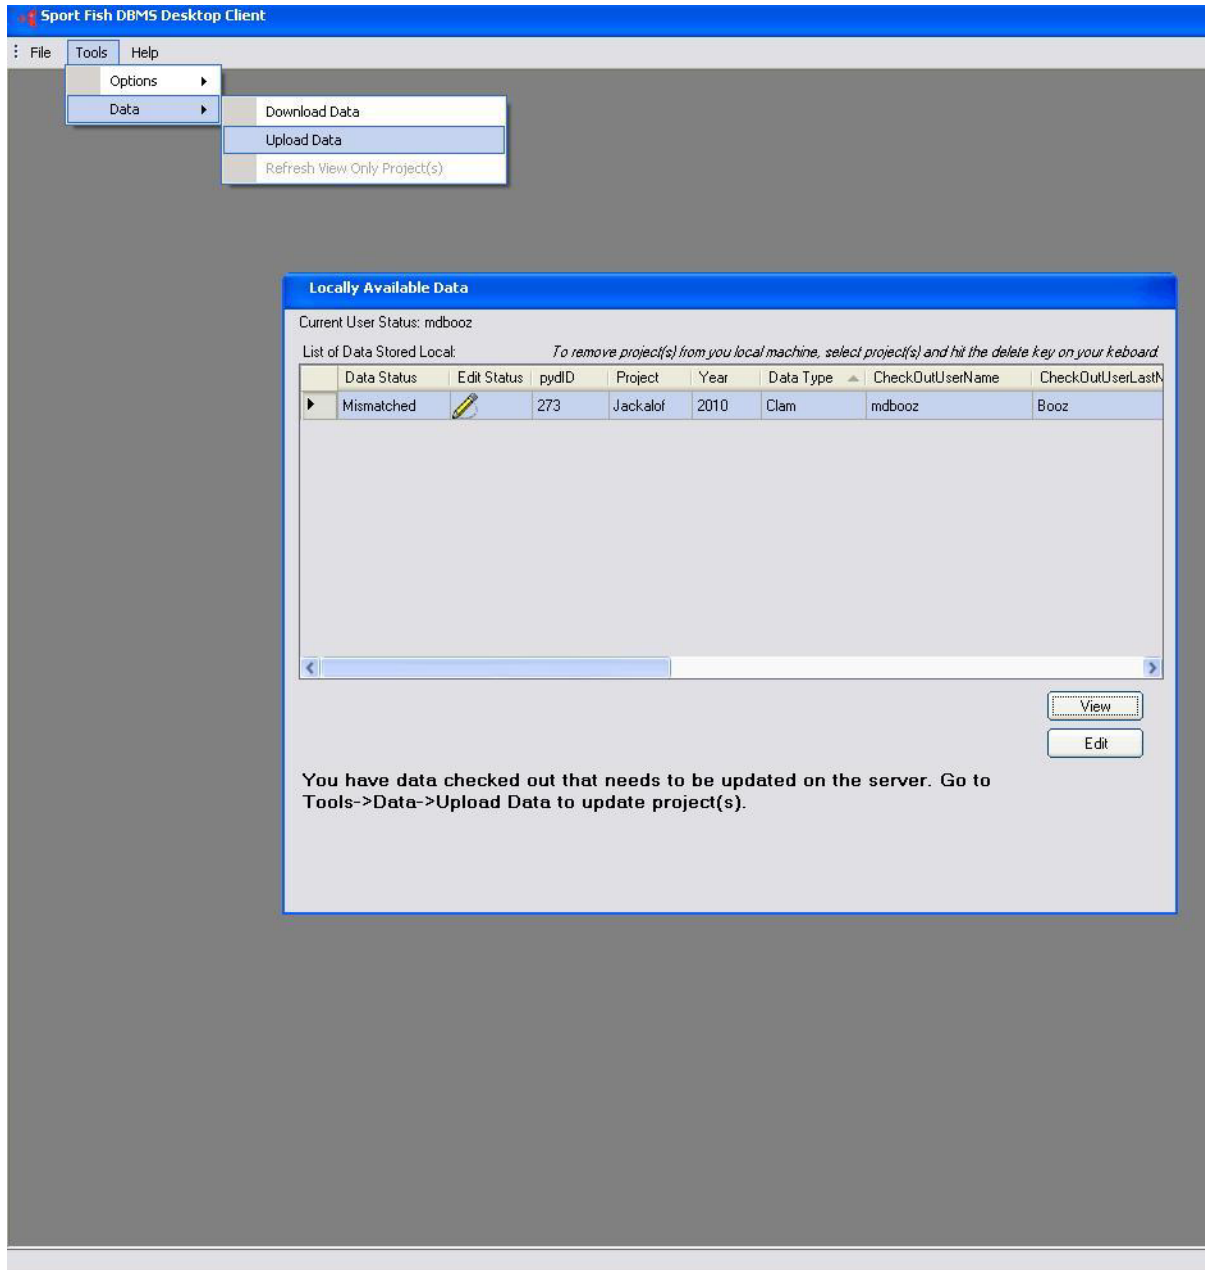 Sport Fish DBMS Desktop Client
File Tools Help
Options
Data
Download Data
Upload Data
Refresh View Only Project(s)
Locally Available Data
Current User Status: mdbooz
List of Data Stored Local: To remove project(s) from you local machine, select project(s) and hit the delete key on your keboard.
Data Status Edit Status pydID Project Year Data Type CheckOutUserName CheckOutUserLastN
Mismatched 273 Jackalof 2010 Clam mdbooz Booz
View
Edit
You have data checked out that needs to be updated on the server. Go to
Tools->Data->Upload Data to update project(s).